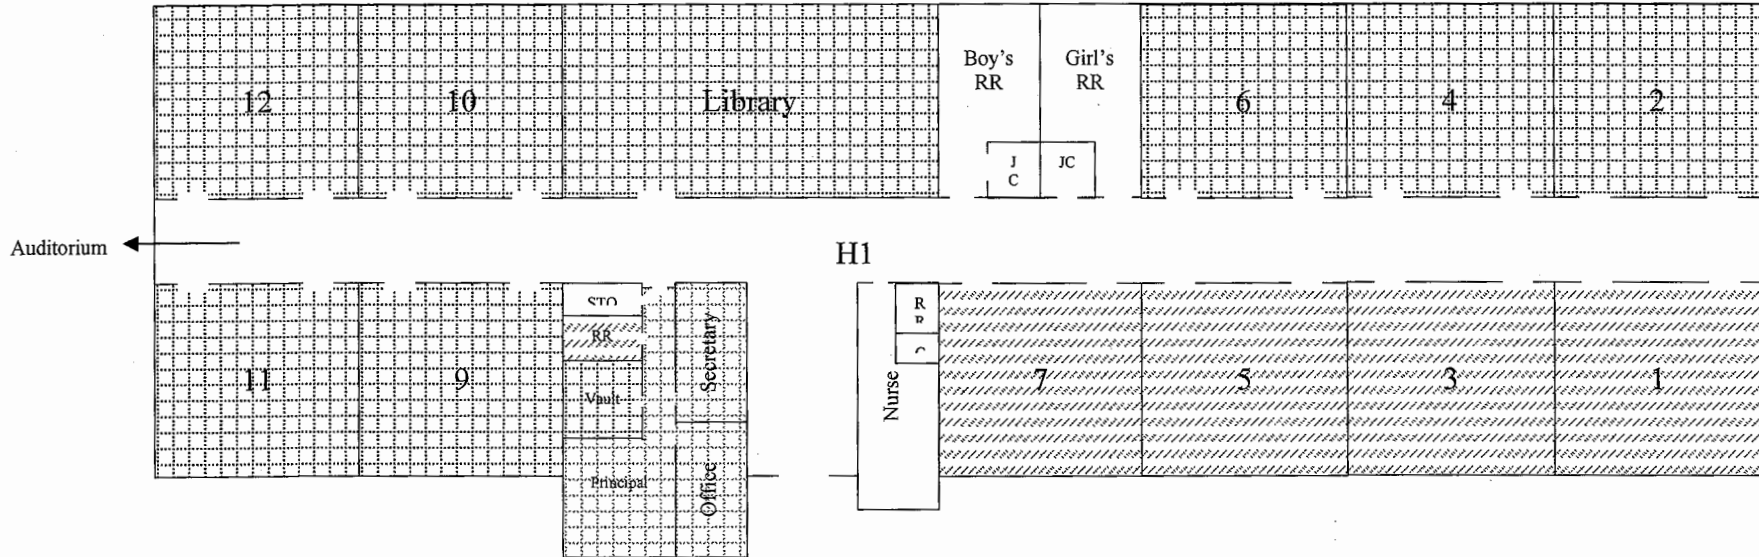 Boy's
RR
Girl's
RR
12
10
Library
6
4
2
J
C
JC
Auditorium
H1
STO
RR
Vault
Principal
Secretary
Office
Nurse
R
R
11
9
7
5
3
1